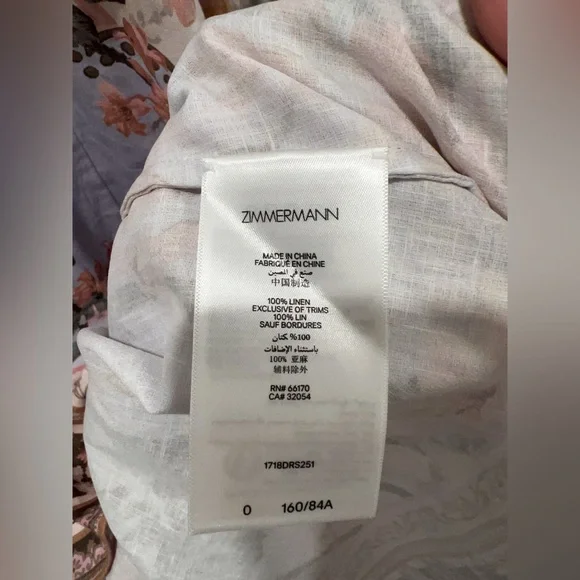 ZIMMERMANN
MADE IN CHINA
FABRIQUÉ EN CHINE
صنع في الصين
中国制造
100% LINEN
EXCLUSIVE OF TRIMS
100% LIN
SAUF BORDURES
100% كتان
باستثناء الإضافات
100% 亚麻
辅料除外
RN# 66170
CA# 32054
1718DRS251
0 160/84A